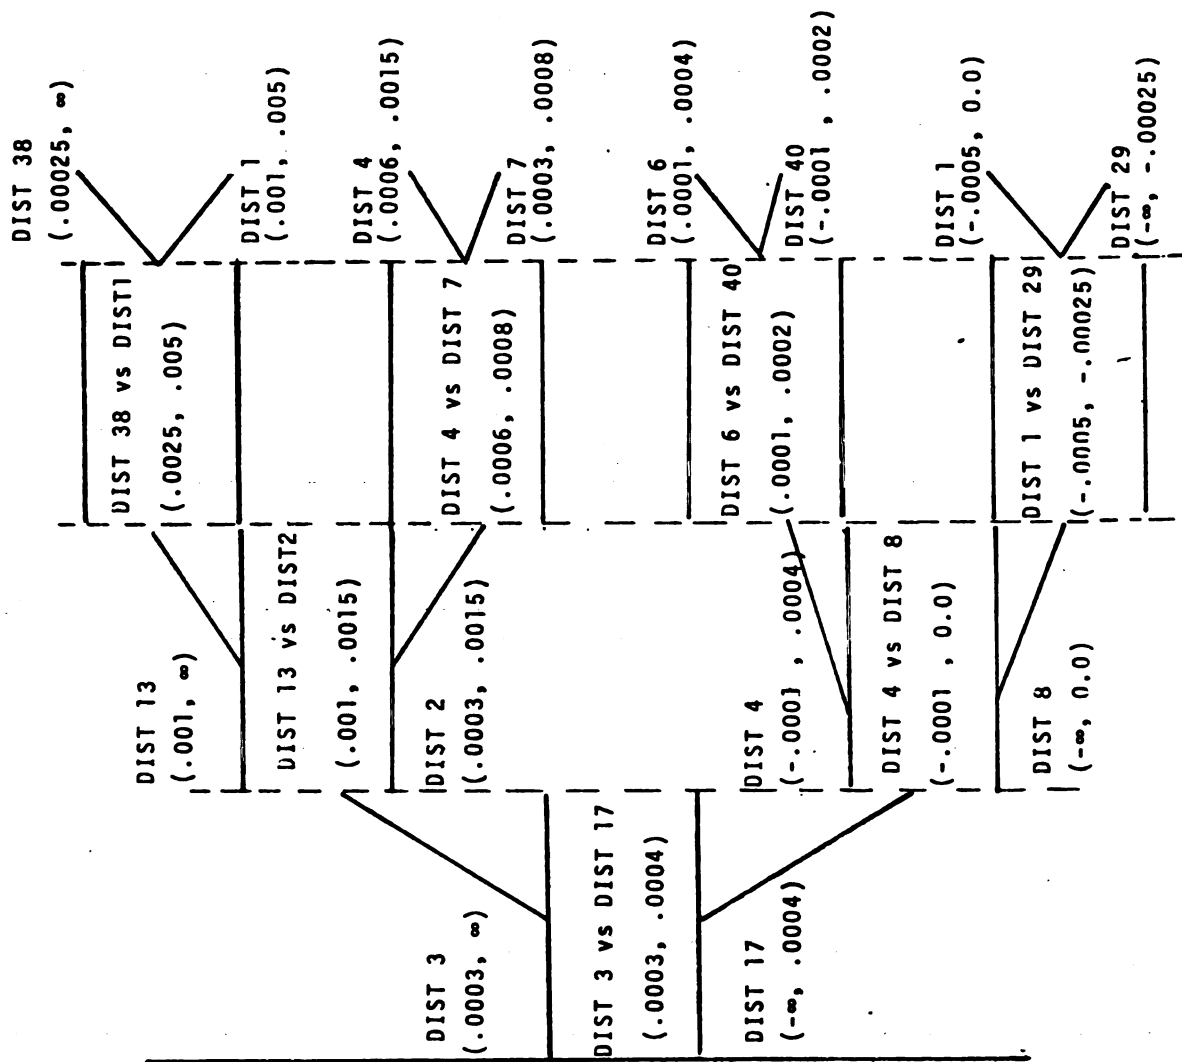 DIST 3
(.0003, ∞)
DIST 3 vs DIST 17
(.0003, .0004)
DIST 17
(-∞, .0004)
DIST 13
(.001, ∞)
DIST 13 vs DIST2
(.001, .0015)
DIST 2
(.0003, .0015)
DIST 4
(-.0001 , .0004)
DIST 4 vs DIST 8
(-.0001 , 0.0)
DIST 8
(-∞, 0.0)
DIST 38 vs DIST1
(.0025, .005)
DIST 4 vs DIST 7
(.0006, .0008)
DIST 6 vs DIST 40
(.0001, .0002)
DIST 1 vs DIST 29
(-.0005, -.00025)
DIST 38
(.00025, ∞)
DIST 1
(.001, .005)
DIST 4
(.0006, .0015)
DIST 7
(.0003, .0008)
DIST 6
(.0001, .0004)
DIST 40
(-.0001 , .0002)
DIST 1
(-.0005, 0.0)
DIST 29
(-∞, -.00025)